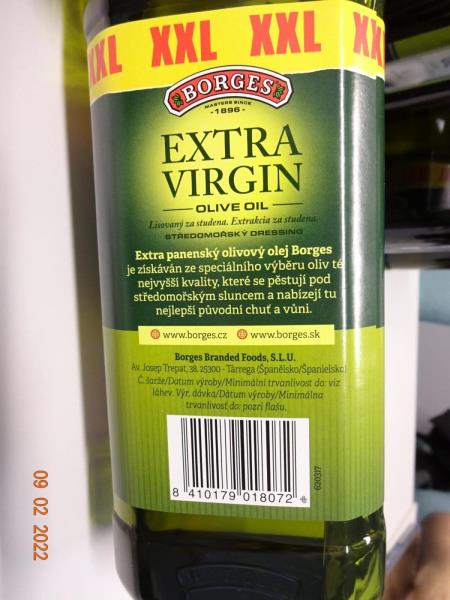 XXL XXL XXL XX
BORGES
MASTERS SINCE
- 1896 -
EXTRA
VIRGIN
OLIVE OIL
Lisovaný za studena. Extrakcia za studena.
STŘEDOMOŘSKÝ DRESSING
Extra panenský olivový olej Borges
je získáván ze speciálního výběru oliv té
nejvyšší kvality, které se pěstují pod
středomořským sluncem a nabízejí tu
nejlepší původní chuť a vůni.
www.borges.cz www.borges.sk
Borges Branded Foods, S.L.U.
Av. Josep Trepat, 38. 25300 - Tàrrega (Španělsko/Španielsko)
Č. šarže/Datum výroby/Minimální trvanlivost do: viz
láhev. Výr. dávka/Dátum výroby/Minimálna
trvanlivosť do: pozri fľašu.
8 410179 018072
620317
09 02 2022